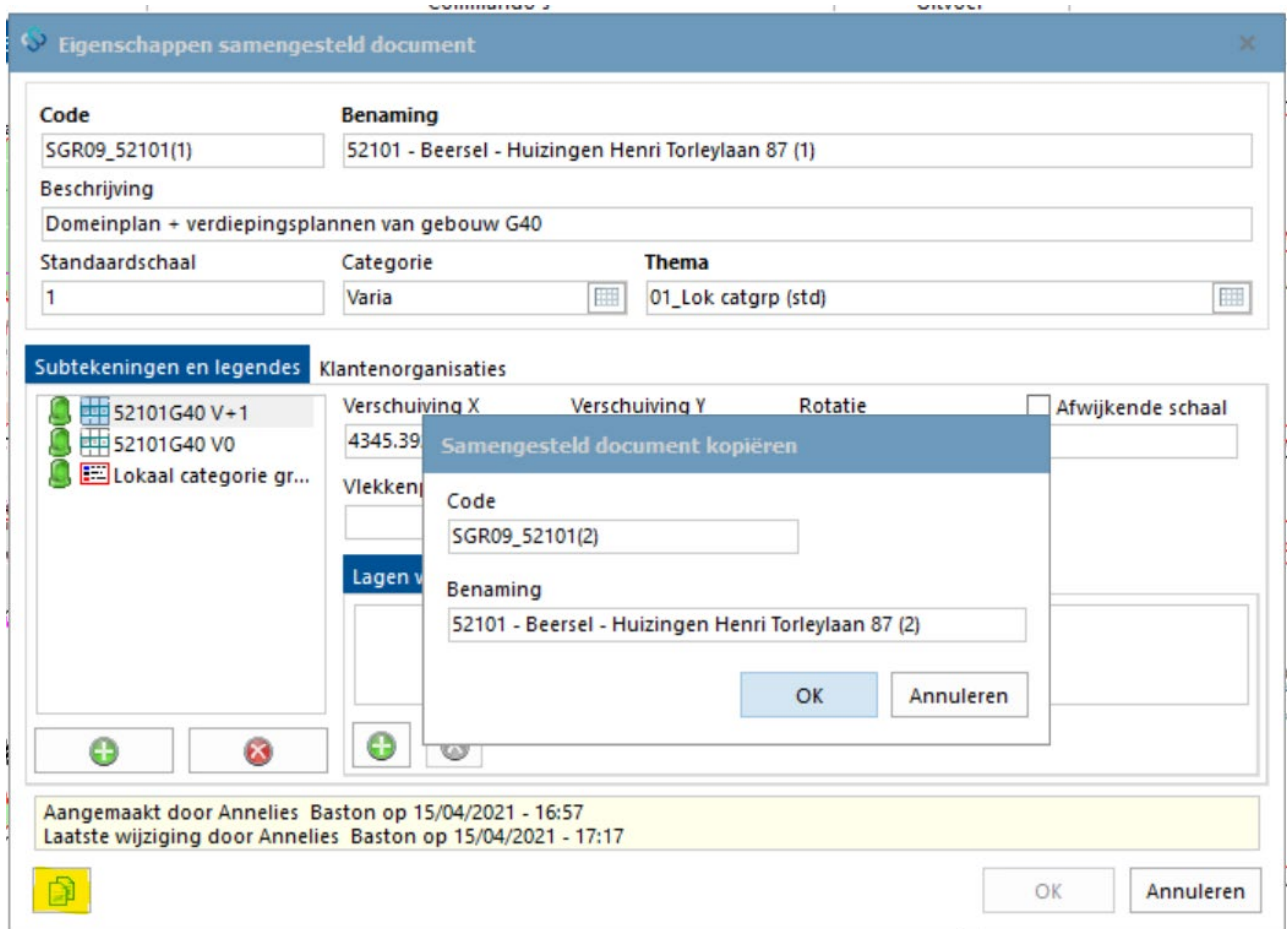 Eigenschappen samengesteld document
Code Benaming
SGR09_52101(1) 52101 - Beersel - Huizingen Henri Torleylaan 87 (1)
Beschrijving
Domeinplan + verdiepingsplannen van gebouw G40
Standaardschaal Categorie Thema
1 Varia 01_Lok catgrp (std)
Subtekeningen en legendes Klantenorganisaties
52101G40 V+1
52101G40 V0
Lokaal categorie gr...
Verschuiving X Verschuiving Y Rotatie Afwijkende schaal
4345.39
Lagen
Samengesteld document kopiëren
Code
SGR09_52101(2)
Benaming
52101 - Beersel - Huizingen Henri Torleylaan 87 (2)
OK Annuleren
Aangemaakt door Annelies Baston op 15/04/2021 - 16:57
Laatste wijziging door Annelies Baston op 15/04/2021 - 17:17
OK Annuleren